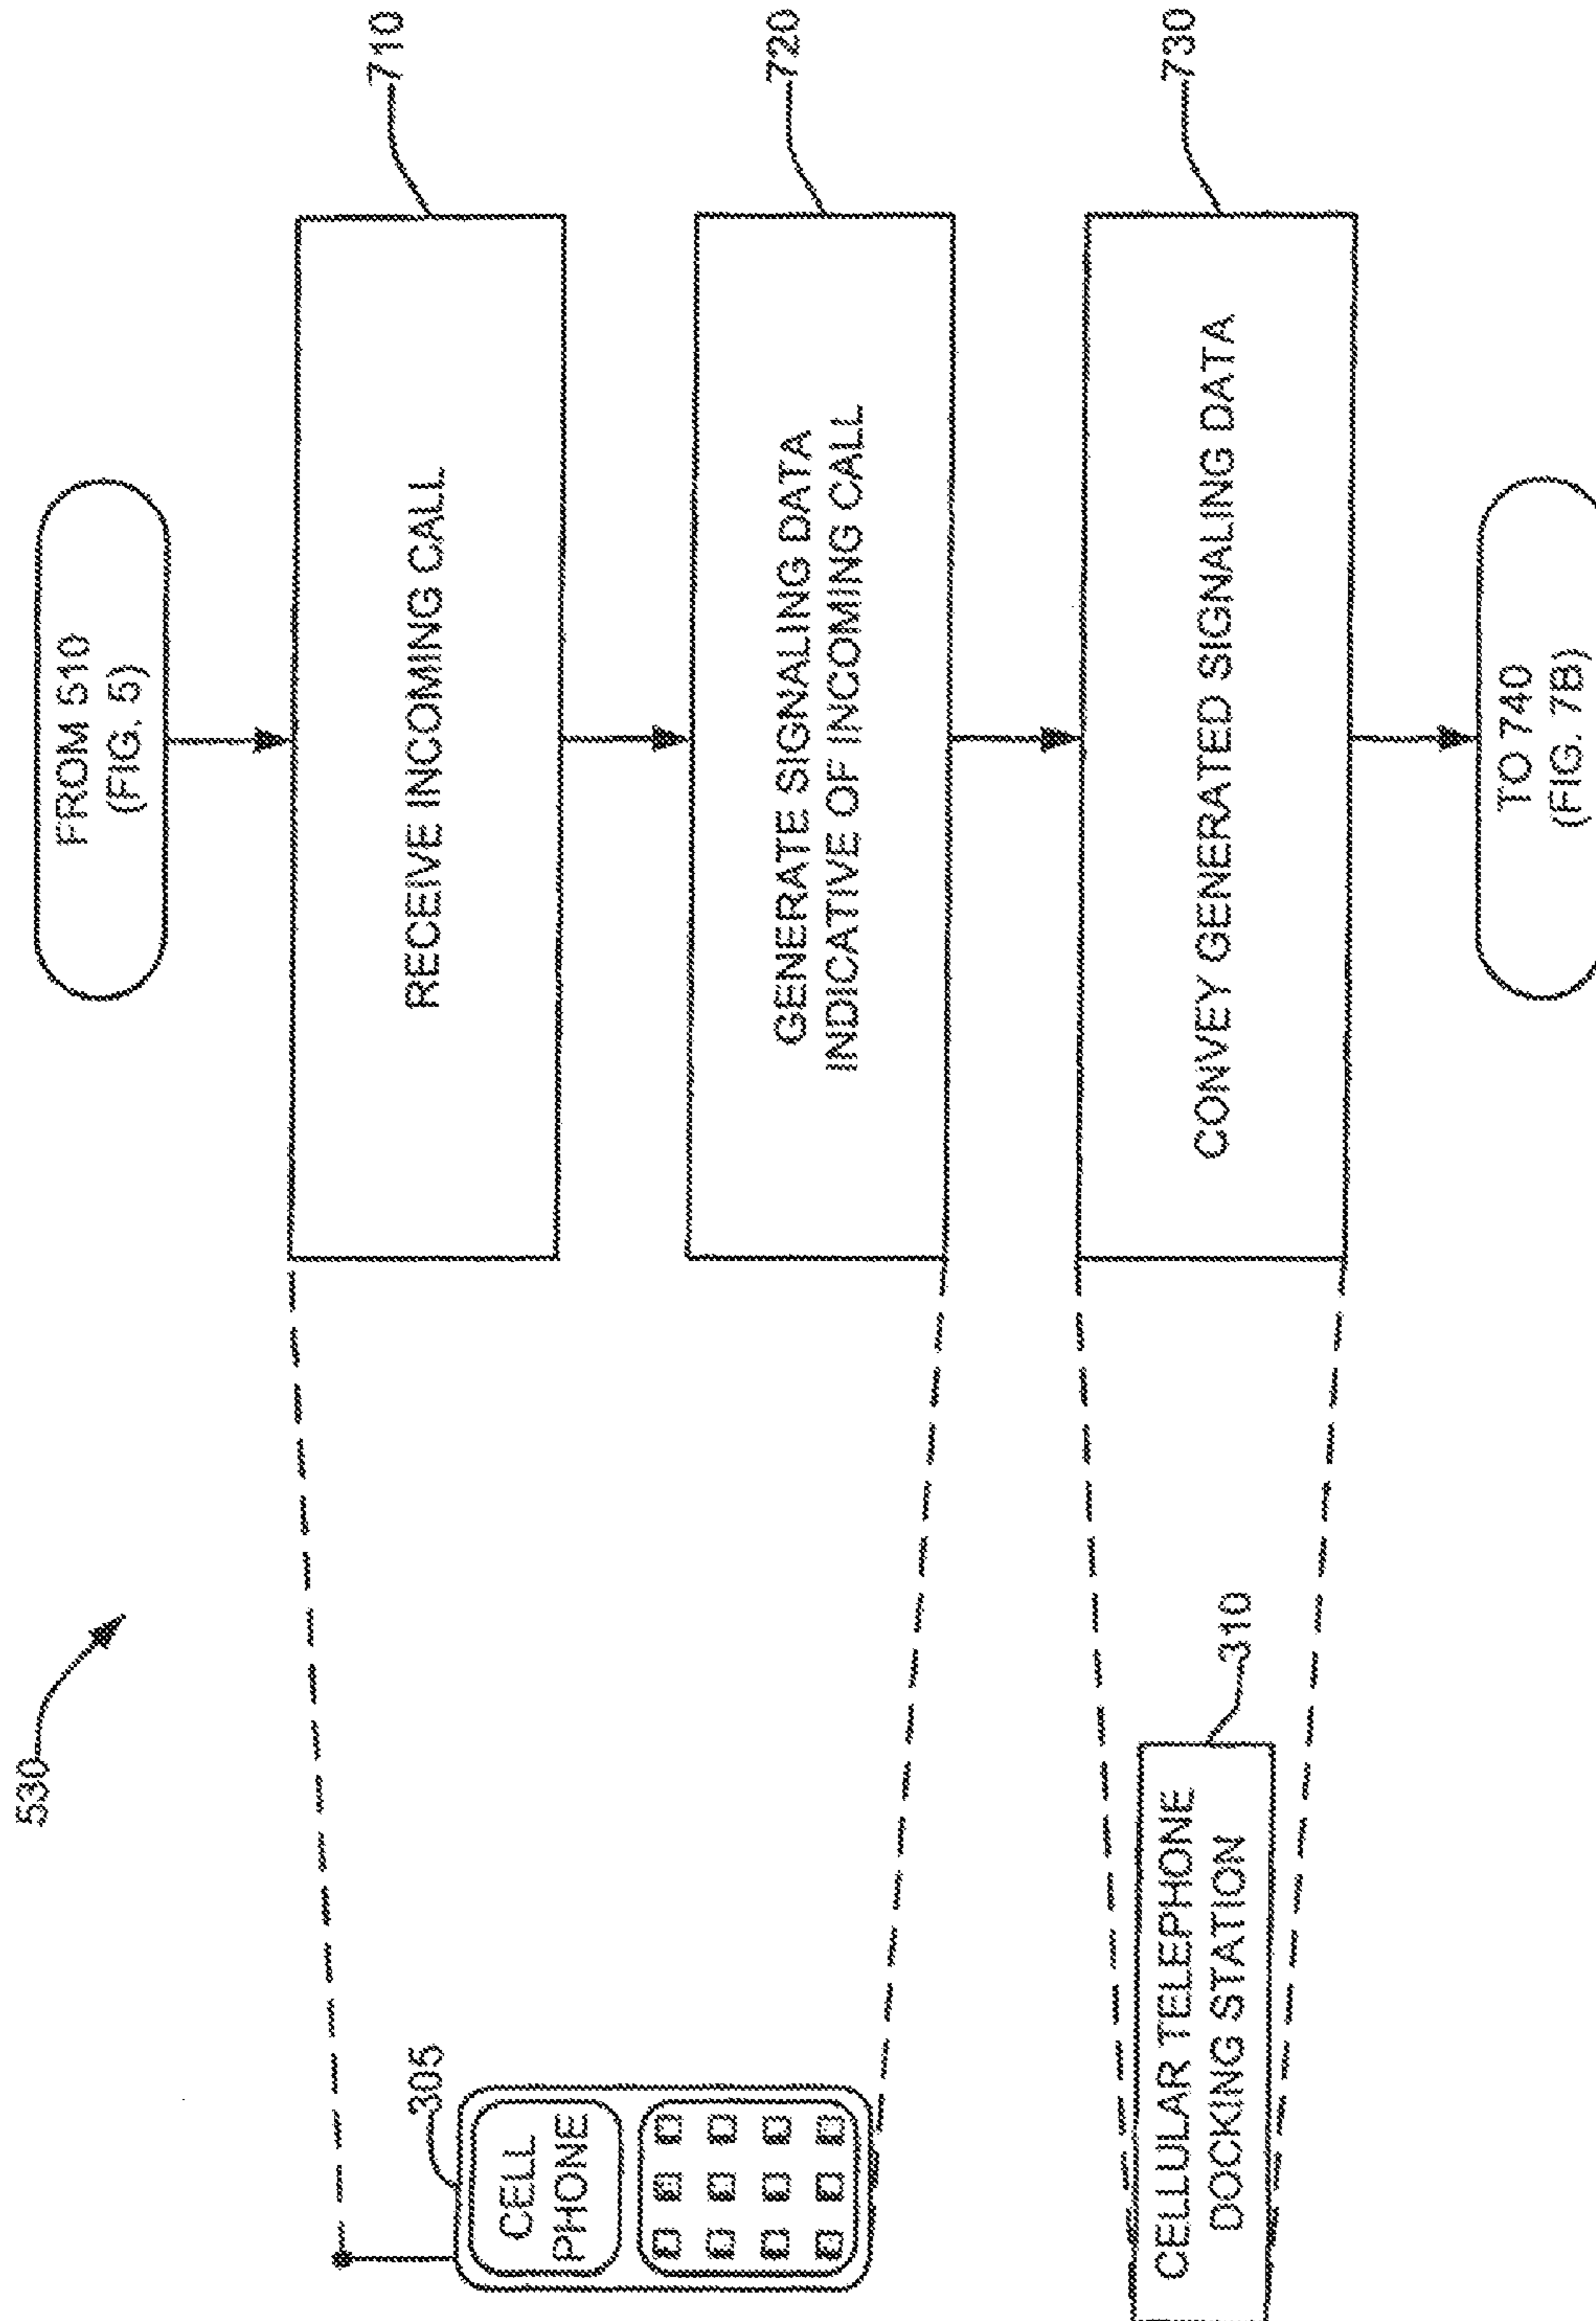 530
FROM 510
(FIG. 5)
RECEIVE INCOMING CALL
710
305
CELL
PHONE
GENERATE SIGNALING DATA
INDICATIVE OF INCOMING CALL
720
CELLULAR TELEPHONE
DOCKING STATION
310
CONVEY GENERATED SIGNALING DATA
730
TO 740
(FIG. 7B)